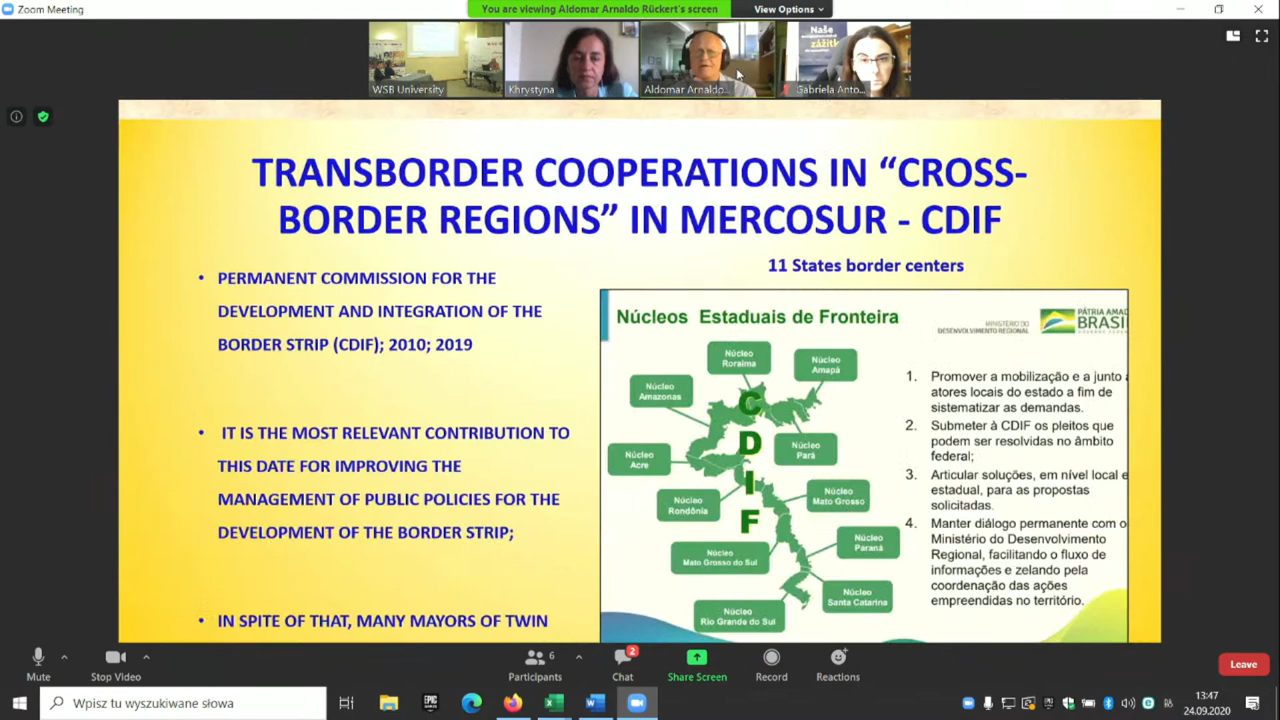 Zoom Meeting
You are viewing Aldomar Arnaldo Rückert's screen
View Options
WSB University
Khrystyna
Aldomar Arnaldo...
Gabriela Anto...
Naše
zážit
TRANSBORDER COOPERATIONS IN “CROSS-
BORDER REGIONS” IN MERCOSUR - CDIF
• PERMANENT COMMISSION FOR THE
DEVELOPMENT AND INTEGRATION OF THE
BORDER STRIP (CDIF); 2010; 2019
• IT IS THE MOST RELEVANT CONTRIBUTION TO
THIS DATE FOR IMPROVING THE
MANAGEMENT OF PUBLIC POLICIES FOR THE
DEVELOPMENT OF THE BORDER STRIP;
• IN SPITE OF THAT, MANY MAYORS OF TWIN
11 States border centers
Núcleos Estaduais de Fronteira
MINISTÉRIO DO
DESENVOLVIMENTO REGIONAL
PÁTRIA AMAD
BRASI
Núcleo
Roraima
Núcleo
Amapá
Núcleo
Amazonas
Núcleo
Pará
Núcleo
Acre
Núcleo
Rondônia
Núcleo
Mato Grosso
Núcleo
Paraná
Núcleo
Mato Grosso do Sul
Núcleo
Santa Catarina
Núcleo
Rio Grande do Sul
C
D
I
F
1. Promover a mobilização e a junto a
atores locais do estado a fim de
sistematizar as demandas.
2. Submeter à CDIF os pleitos que
podem ser resolvidas no âmbito
federal;
3. Articular soluções, em nível local e
estadual, para as propostas
solicitadas.
4. Manter diálogo permanente com o
Ministério do Desenvolvimento
Regional, facilitando o fluxo de
informações e zelando pela
coordenação das ações
empreendidas no território.
Mute
Stop Video
6
Participants
2
Chat
Share Screen
Record
Reactions
Leave
Wpisz tu wyszukiwane słowo
EPIC
13:47
24.09.2020